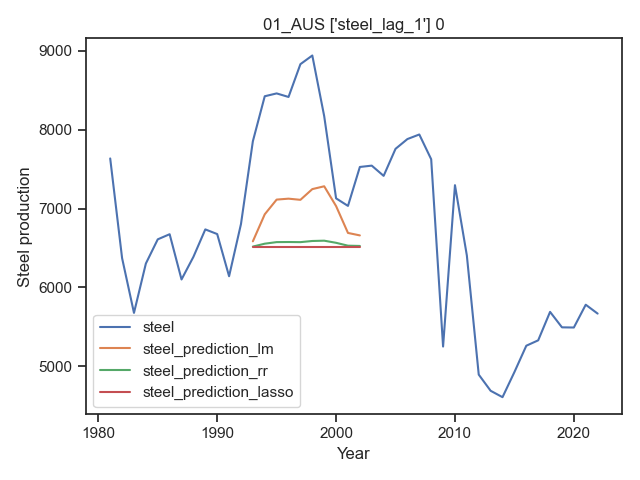 01_AUS ['steel_lag_1'] 0
9000
8000
7000
6000
5000
Steel production
steel
steel_prediction_lm
steel_prediction_rr
steel_prediction_lasso
1980
1990
2000
2010
2020
Year